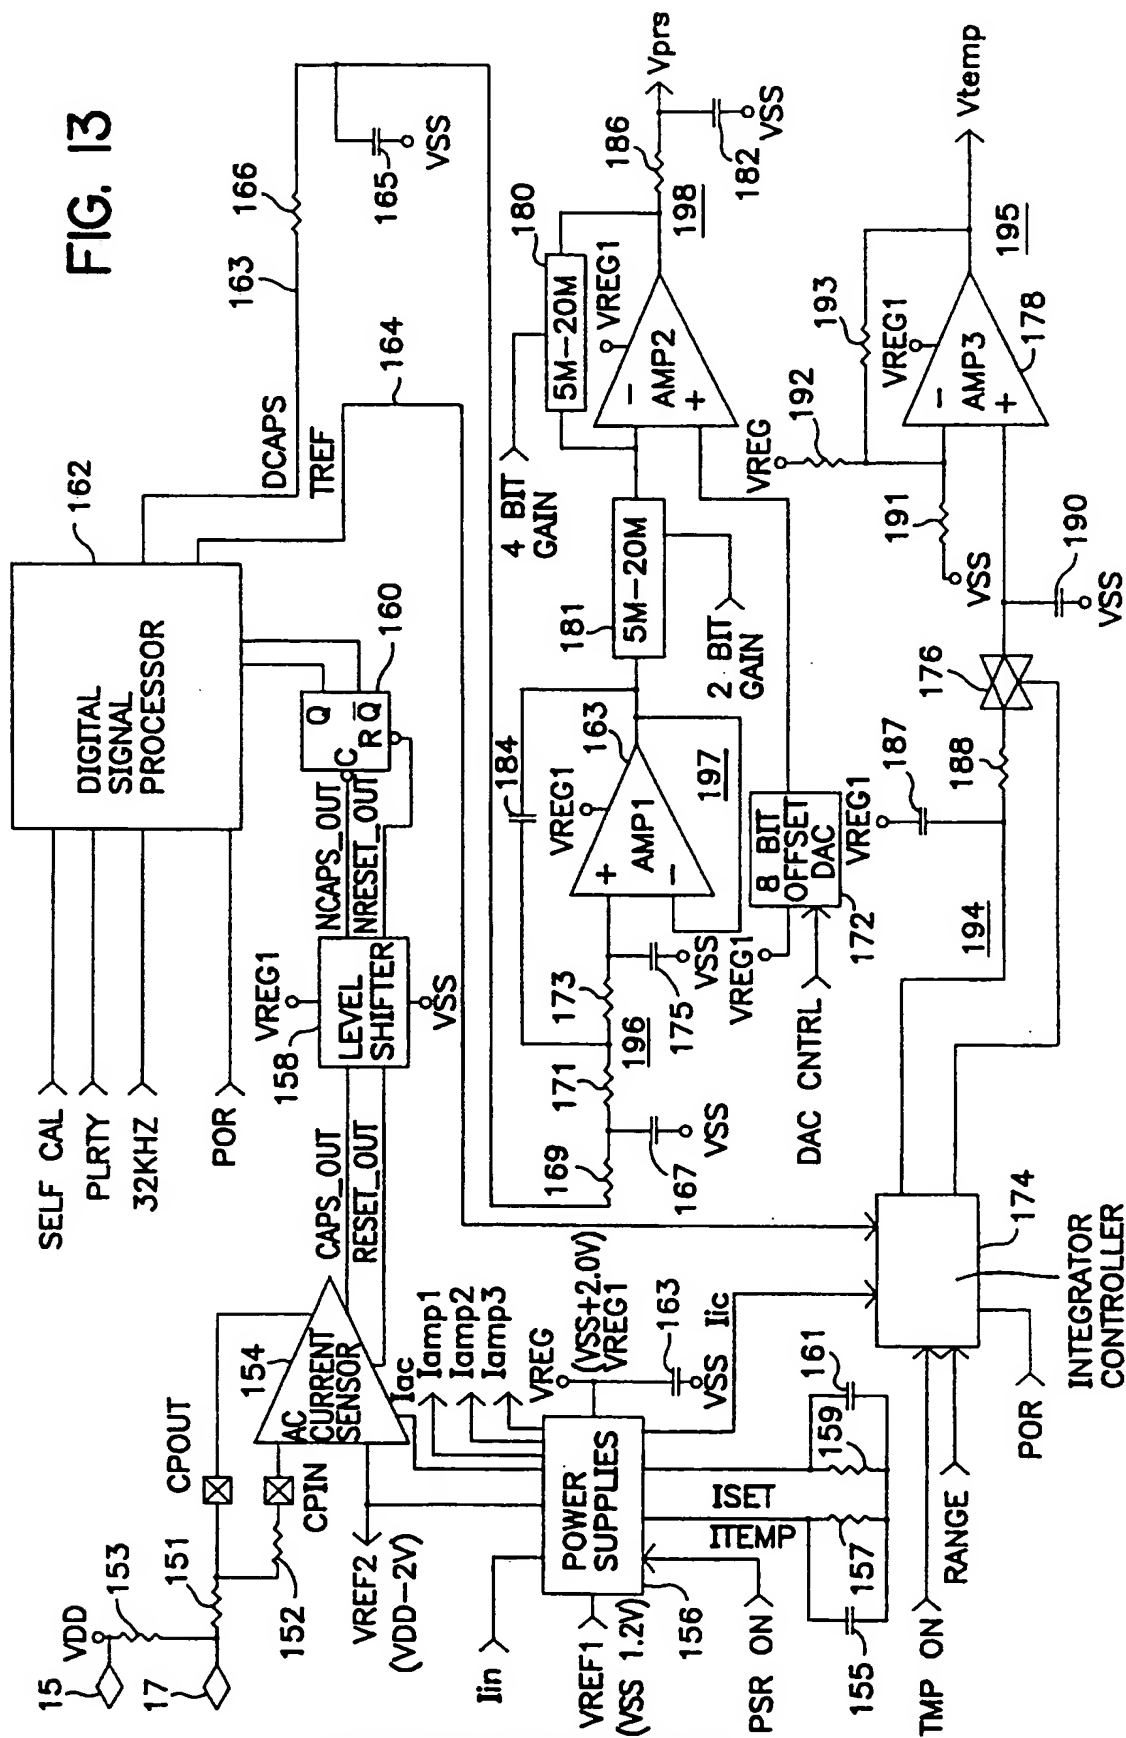 FIG. 13
SELF CAL
PLRTY
32KHZ
POR
DIGITAL
SIGNAL
PROCESSOR
162
DCAPS
TREF
163
166
165
VSS
164
15
17
VDD
153
151
152
CPOUT
CPIN
154
AC
CURRENT
SENSOR
CAPS_OUT
RESET_OUT
VREG1
158
LEVEL
SHIFTER
VSS
NCAPS_OUT
NRESET_OUT
C
R
Q
Q
160
VREF2
(VDD-2V)
Iac
Iamp1
Iamp2
Iamp3
Iin
VREF1
(VSS 1.2V)
156
PSR ON
POWER
SUPPLIES
VREG
(VSS+2.0V)
VREG1
163
VSS
Iic
ISET
ITEMP
155
157
159
161
169
167
VSS
171
196
173
175
VSS
184
VREG1
163
+
AMP1
-
197
181
5M-20M
2 BIT
GAIN
4 BIT
GAIN
5M-20M
180
VREG1
-
AMP2
+
198
186
182
VSS
Vprs
DAC CNTRL
VREG1
172
8 BIT
OFFSET
DAC
TMP ON
RANGE
POR
INTEGRATOR
CONTROLLER
174
194
VREG1
187
188
176
190
VSS
VSS
191
VREG
192
193
VREG1
-
AMP3
+
178
195
Vtemp